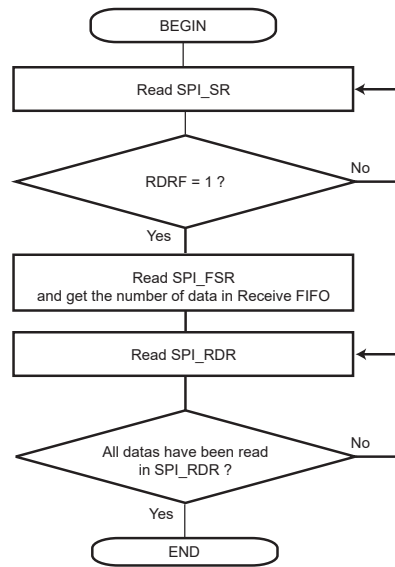 BEGIN
Read SPI_SR
RDRF = 1 ?
No
Yes
Read SPI_FSR
and get the number of data in Receive FIFO
Read SPI_RDR
All datas have been read
in SPI_RDR ?
No
Yes
END